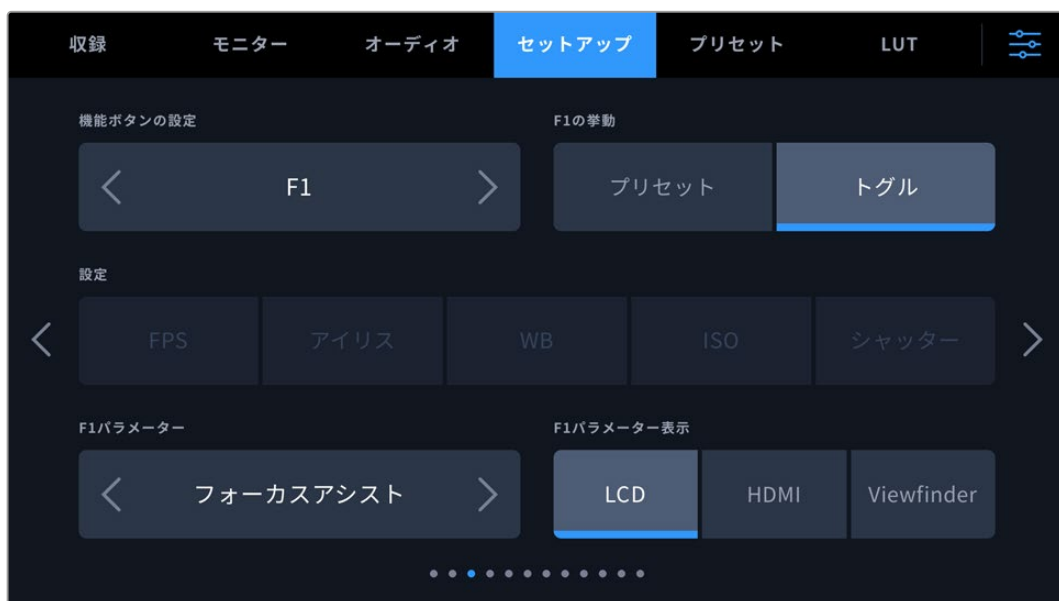 収録 モニター オーディオ セットアップ プリセット LUT
機能ボタンの設定 F1の挙動
F1 プリセット トグル
設定
FPS アイリス WB ISO シャッター
F1パラメーター F1パラメーター表示
フォーカスアシスト LCD HDMI Viewfinder